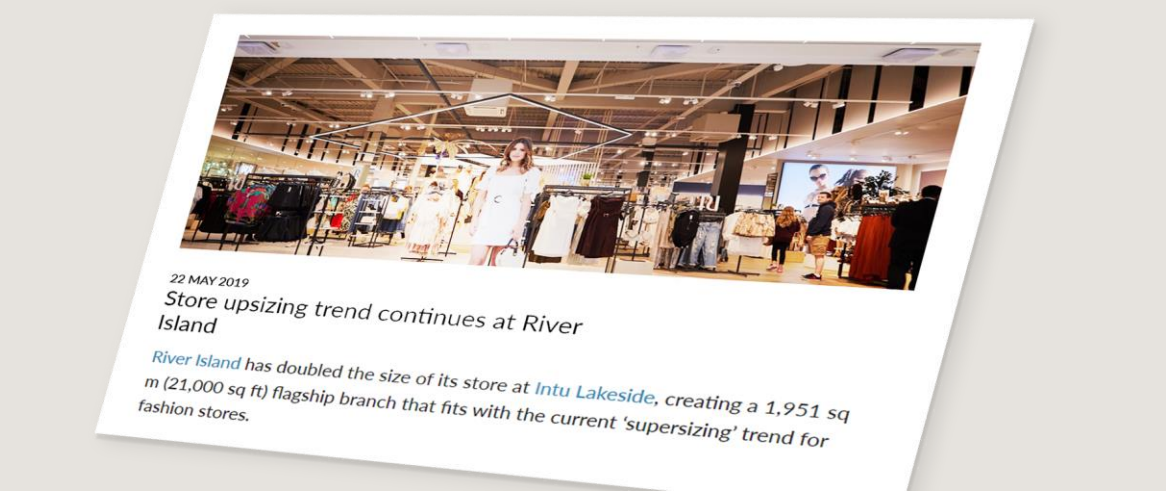 22 MAY 2019
Store upsizing trend continues at River
Island
River Island has doubled the size of its store at Intu Lakeside, creating a 1,951 sq
m (21,000 sq ft) flagship branch that fits with the current ‘supersizing’ trend for
fashion stores.